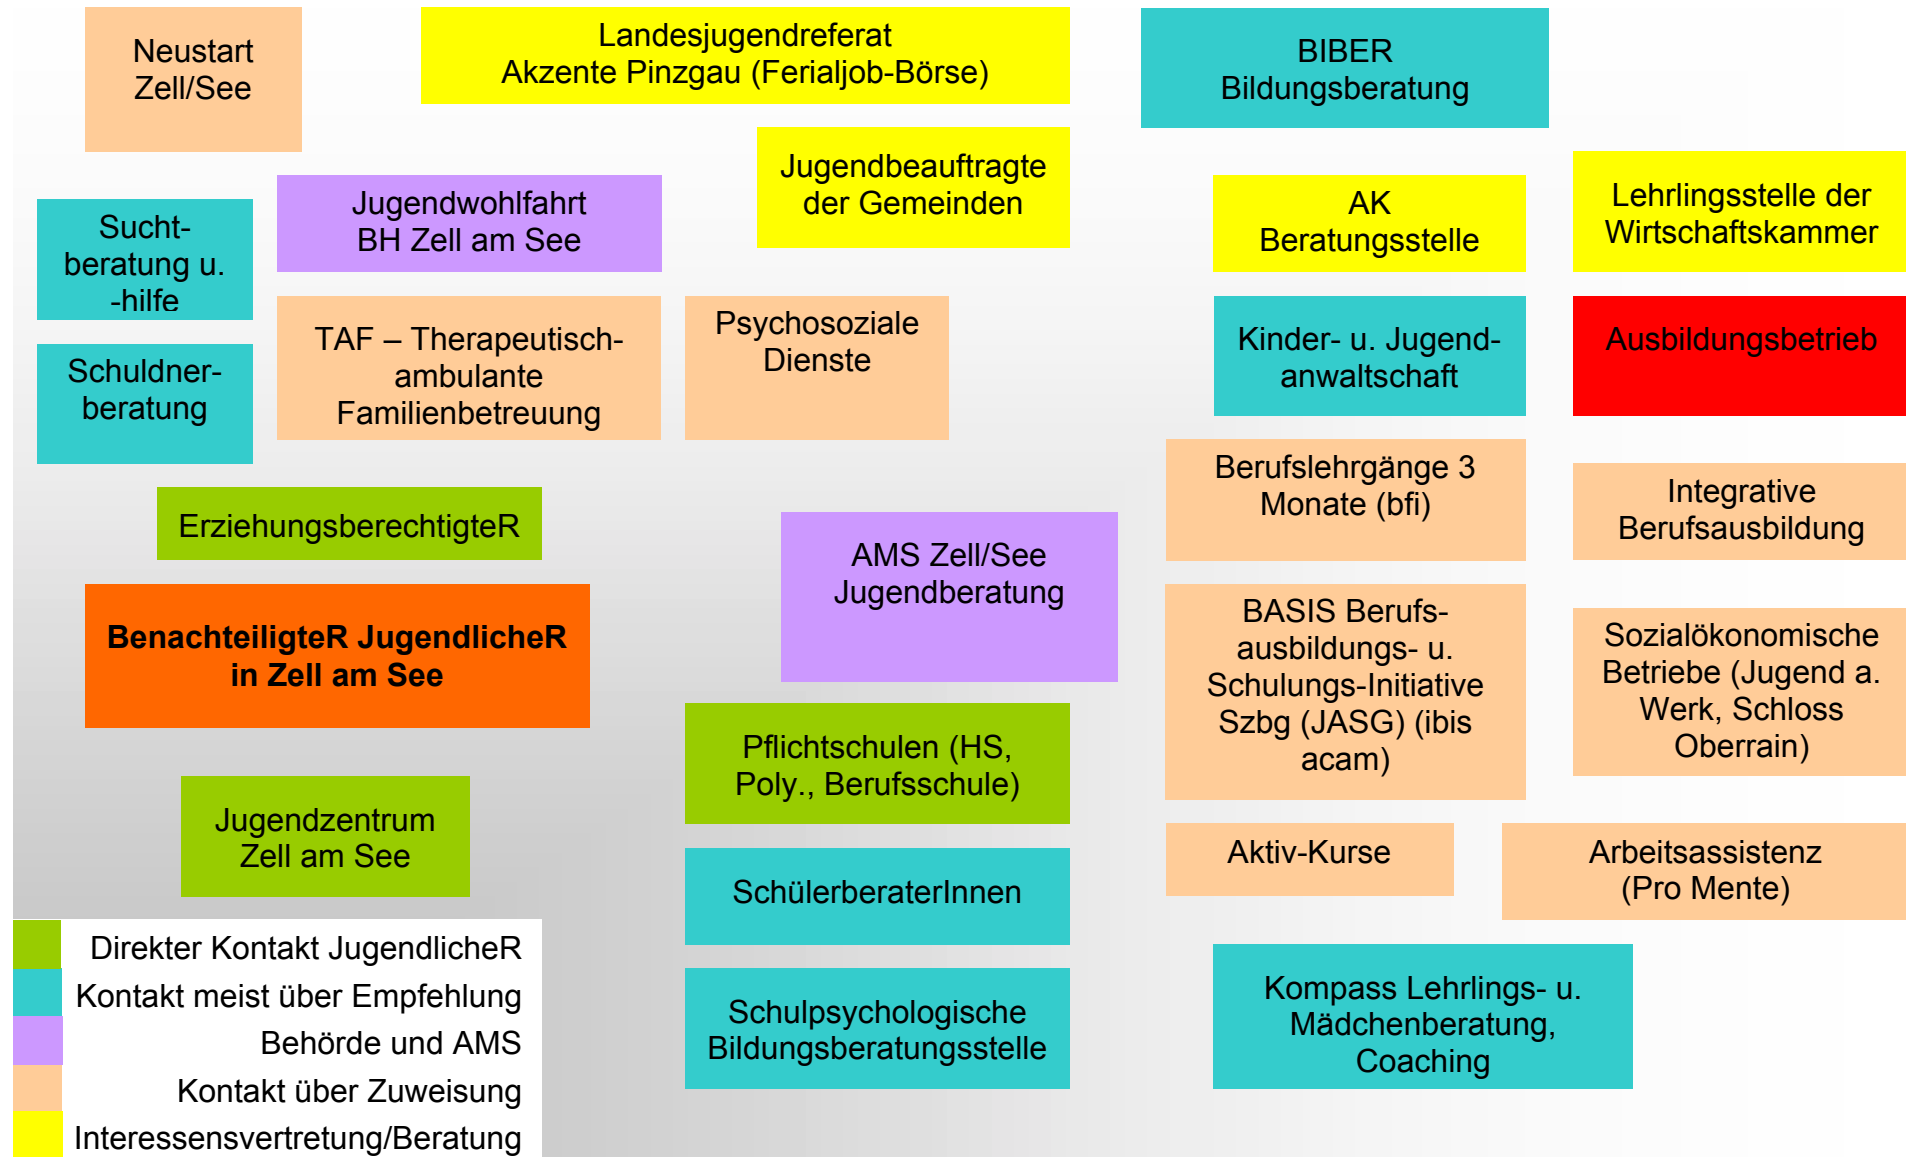 Neustart
Zell/See
Landesjugendreferat
Akzente Pinzgau (Ferialjob-Börse)
BIBER
Bildungsberatung
Jugendbeauftragte
der Gemeinden
Jugendwohlfahrt
BH Zell am See
AK
Beratungsstelle
Lehrlingsstelle der
Wirtschaftskammer
Sucht-
beratung u.
-hilfe
TAF – Therapeutisch-
ambulante
Familienbetreuung
Psychosoziale
Dienste
Kinder- u. Jugend-
anwaltschaft
Ausbildungsbetrieb
Schuldner-
beratung
Berufslehrgänge 3
Monate (bfi)
Integrative
Berufsausbildung
ErziehungsberechtigteR
AMS Zell/See
Jugendberatung
BenachteiligteR JugendlicheR
in Zell am See
BASIS Berufs-
ausbildungs- u.
Schulungs-Initiative
Szbg (JASG) (ibis
acam)
Sozialökonomische
Betriebe (Jugend a.
Werk, Schloss
Oberrain)
Pflichtschulen (HS,
Poly., Berufsschule)
Jugendzentrum
Zell am See
Aktiv-Kurse
Arbeitsassistenz
(Pro Mente)
SchülerberaterInnen
Schulpsychologische
Bildungsberatungsstelle
Kompass Lehrlings- u.
Mädchenberatung,
Coaching
Direkter Kontakt JugendlicheR
Kontakt meist über Empfehlung
Behörde und AMS
Kontakt über Zuweisung
Interessensvertretung/Beratung